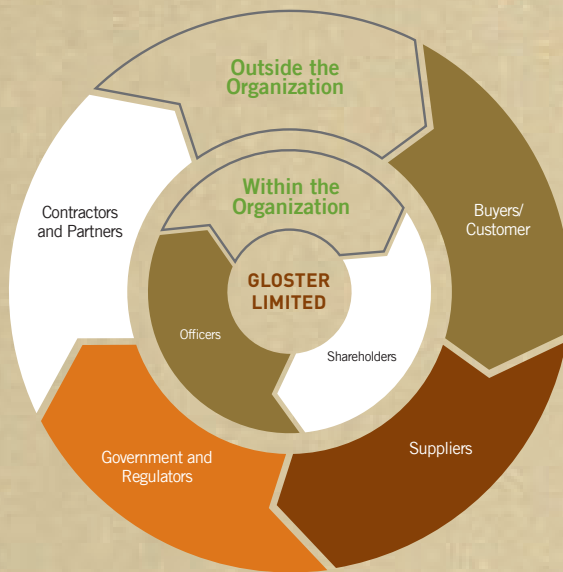 Outside the
Organization
Within the
Organization
GLOSTER
LIMITED
Contractors
and Partners
Buyers/
Customer
Officers
Shareholders
Government and
Regulators
Suppliers